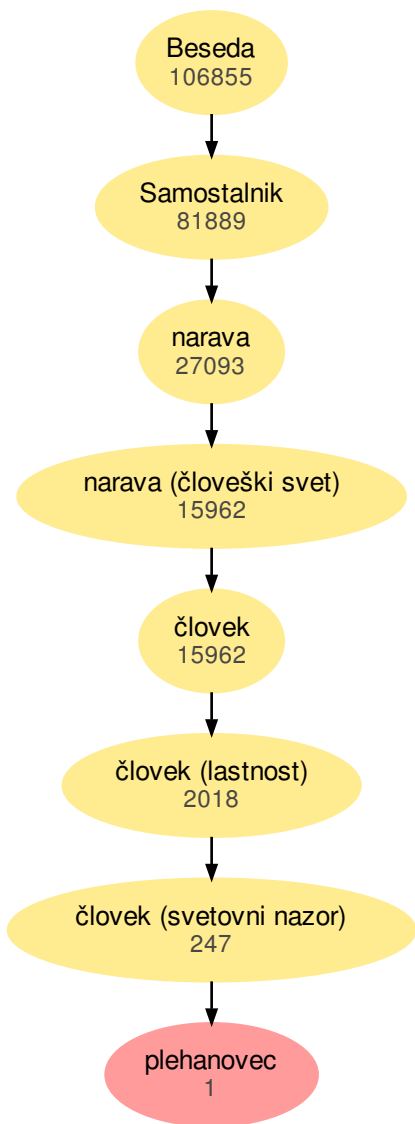 Beseda
106855
Samostalnik
81889
narava
27093
narava (človeški svet)
15962
človek
15962
človek (lastnost)
2018
človek (svetovni nazor)
247
plehanovec
1